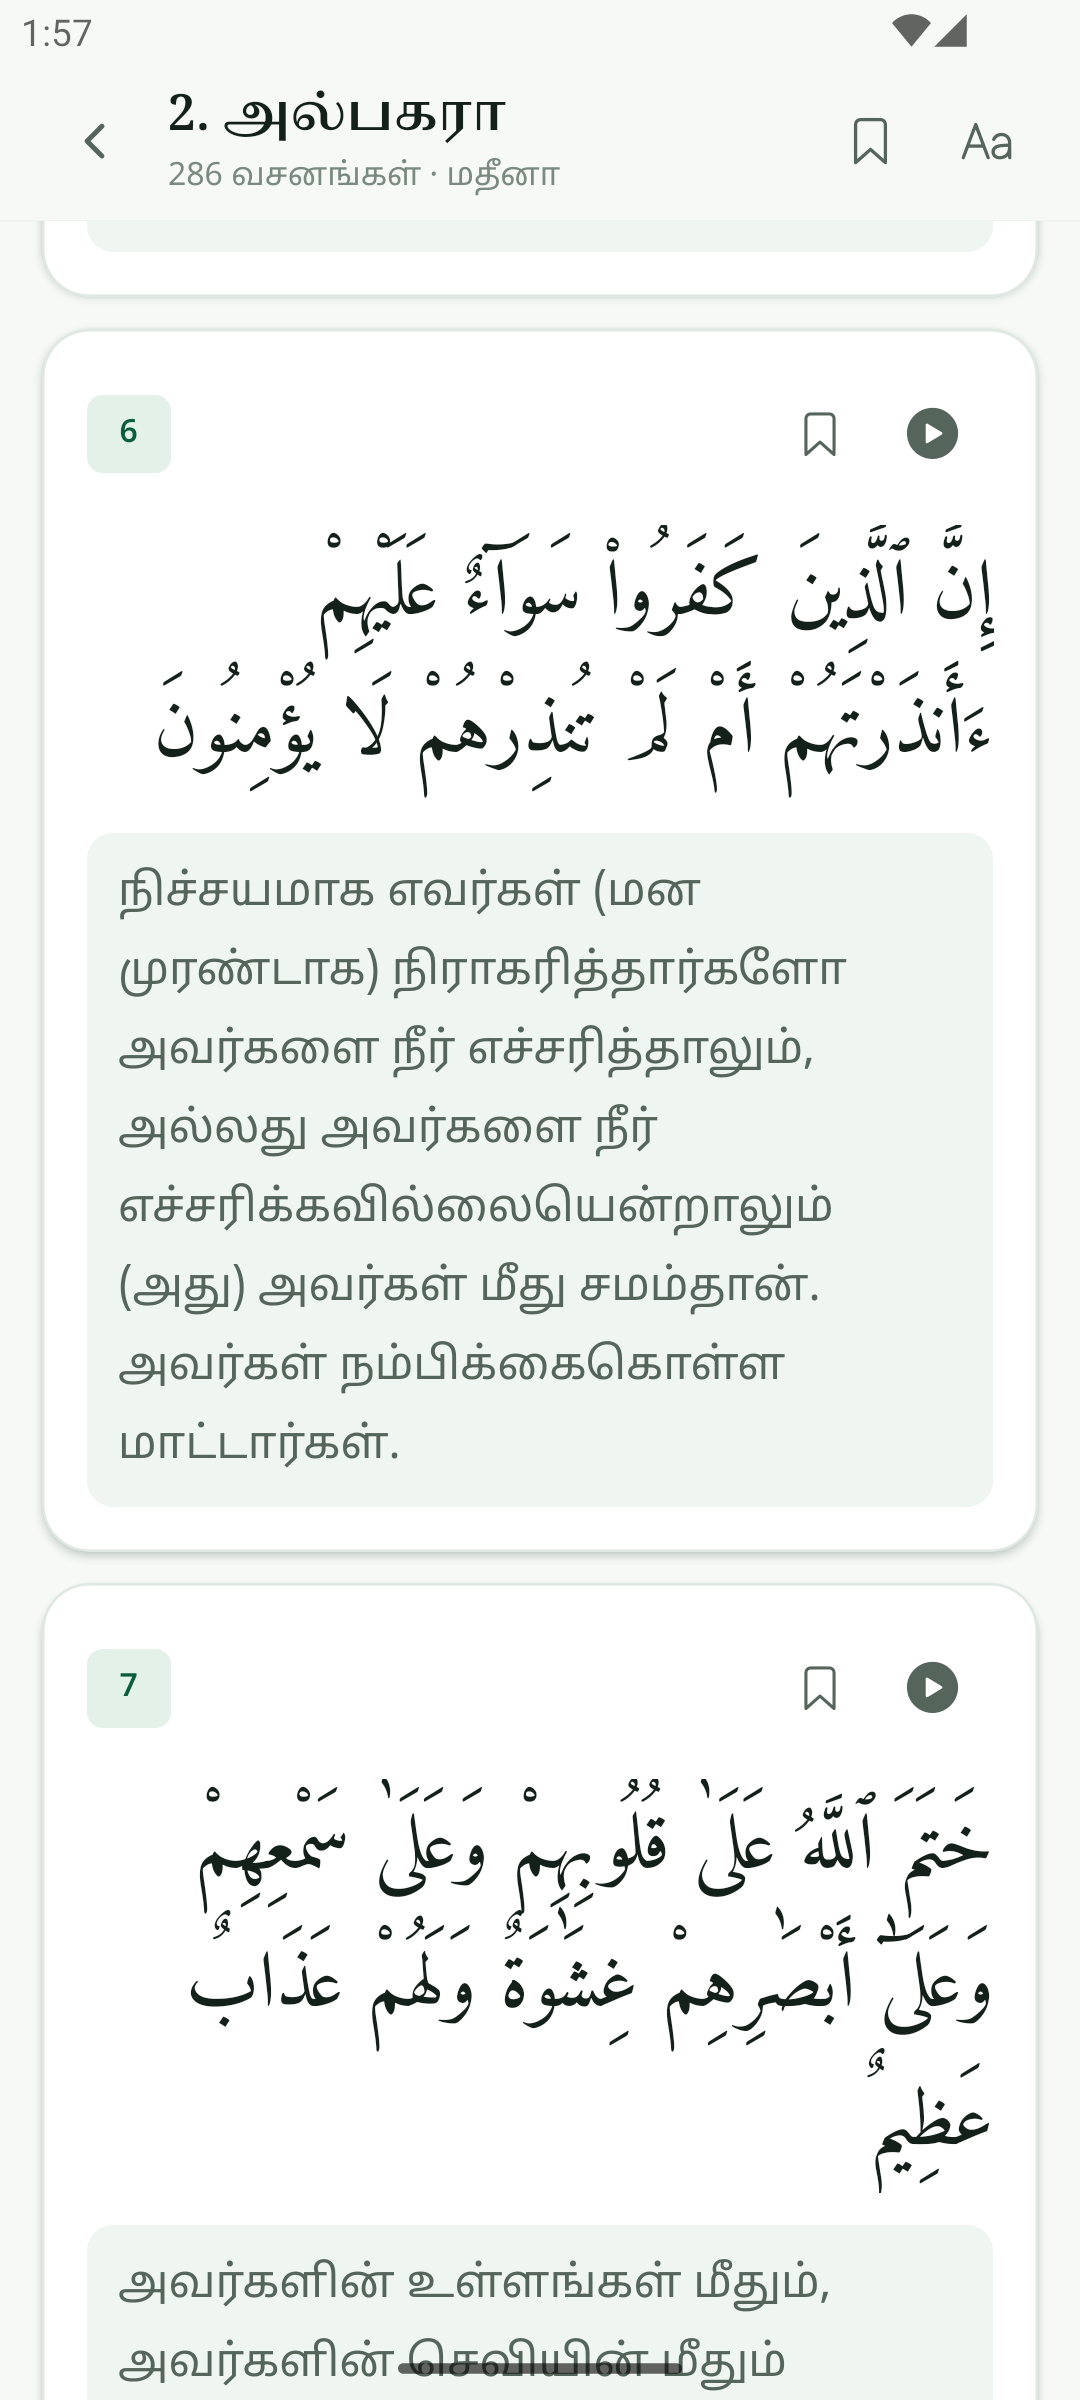 1:57
2. அல்பகரா
286 வசனங்கள் · மதீனா
Aa
6
إِنَّ ٱلَّذِينَ كَفَرُوا۟ سَوَآءٌ عَلَيْهِمْ
ءَأَنذَرْتَهُمْ أَمْ لَمْ تُنذِرْهُمْ لَا يُؤْمِنُونَ
நிச்சயமாக எவர்கள் (மன
முரண்டாக) நிராகரித்தார்களோ
அவர்களை நீர் எச்சரித்தாலும்,
அல்லது அவர்களை நீர்
எச்சரிக்கவில்லையென்றாலும்
(அது) அவர்கள் மீது சமம்தான்.
அவர்கள் நம்பிக்கைகொள்ள
மாட்டார்கள்.
7
خَتَمَ ٱللَّهُ عَلَىٰ قُلُوبِهِمْ وَعَلَىٰ سَمْعِهِمْ
وَعَلَىٰٓ أَبْصَـٰرِهِمْ غِشَـٰوَةٌ وَلَهُمْ عَذَابٌ
عَظِيمٌ
அவர்களின் உள்ளங்கள் மீதும்,
அவர்களின் செவியின் மீதும்